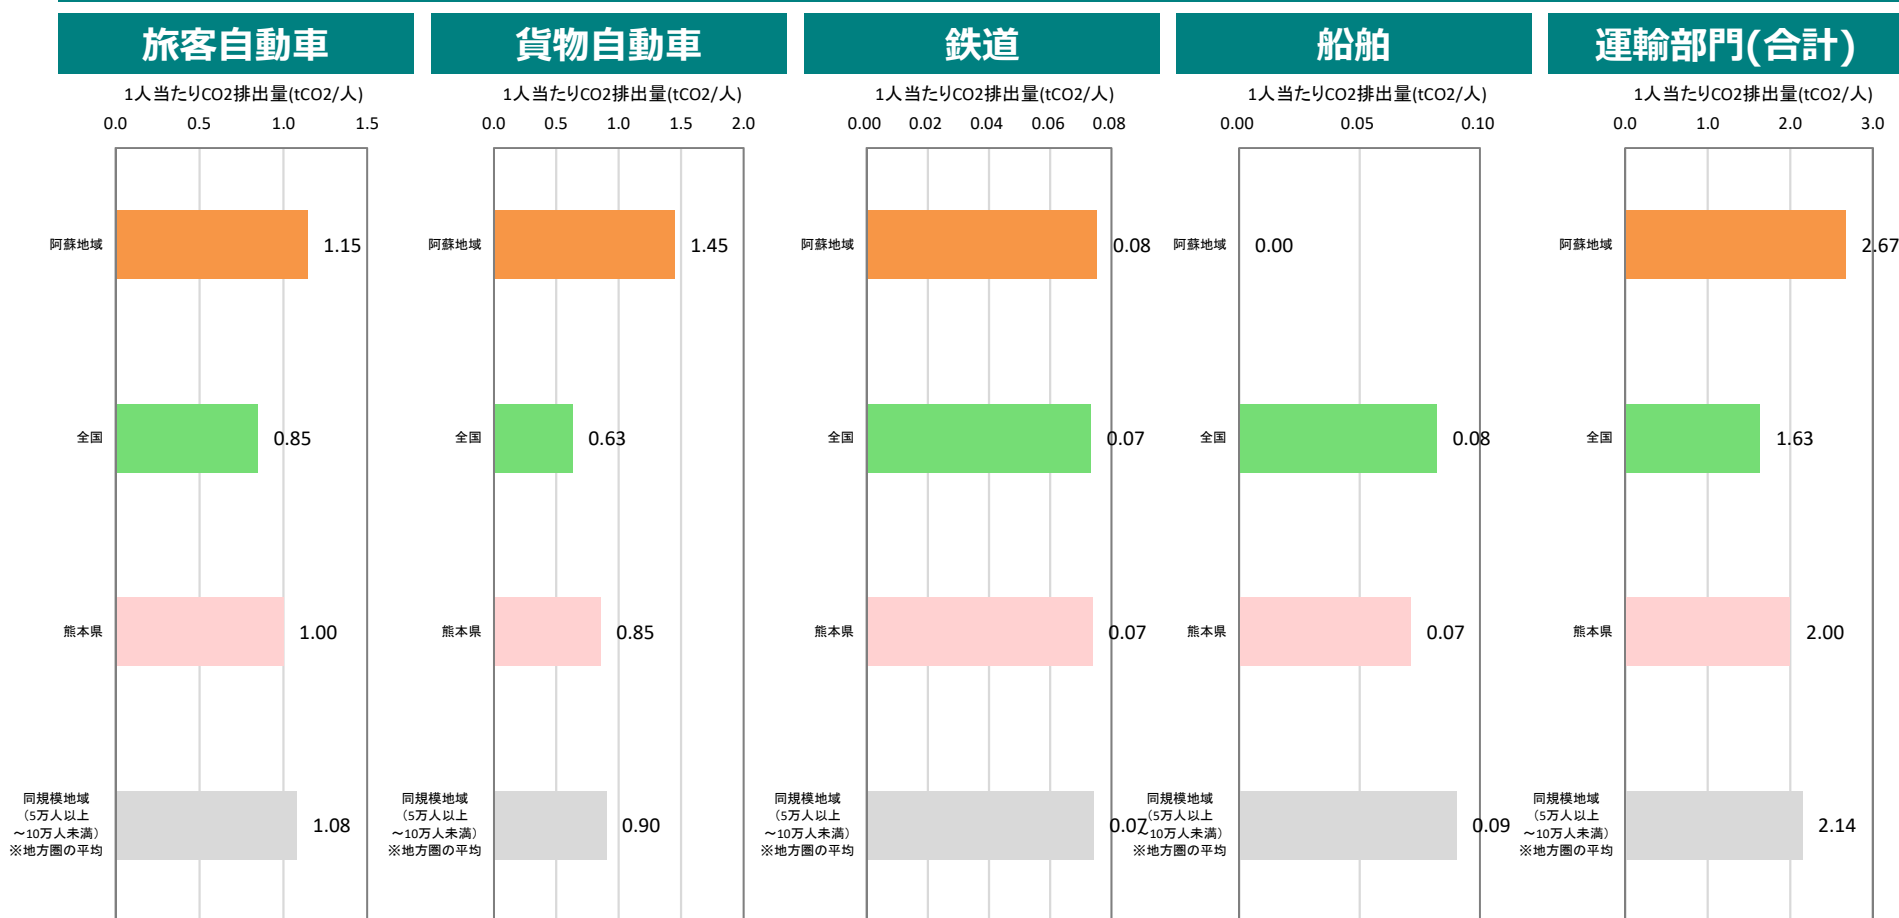 旅客自動車
1人当たりCO2排出量(tCO2/人)
0.0 0.5 1.0 1.5
阿蘇地域 1.15
全国 0.85
熊本県 1.00
同規模地域
（5万人以上
～10万人未満）
※地方圏の平均
1.08
貨物自動車
1人当たりCO2排出量(tCO2/人)
0.0 0.5 1.0 1.5 2.0
阿蘇地域 1.45
全国 0.63
熊本県 0.85
同規模地域
（5万人以上
～10万人未満）
※地方圏の平均
0.90
鉄道
1人当たりCO2排出量(tCO2/人)
0.00 0.02 0.04 0.06 0.08
阿蘇地域 0.08
全国 0.07
熊本県 0.07
同規模地域
（5万人以上
～10万人未満）
※地方圏の平均
0.07
船舶
1人当たりCO2排出量(tCO2/人)
0.00 0.05 0.10
阿蘇地域 0.00
全国 0.08
熊本県 0.07
同規模地域
（5万人以上
～10万人未満）
※地方圏の平均
0.09
運輸部門(合計)
1人当たりCO2排出量(tCO2/人)
0.0 1.0 2.0 3.0
阿蘇地域 2.67
全国 1.63
熊本県 2.00
同規模地域
（5万人以上
～10万人未満）
※地方圏の平均
2.14